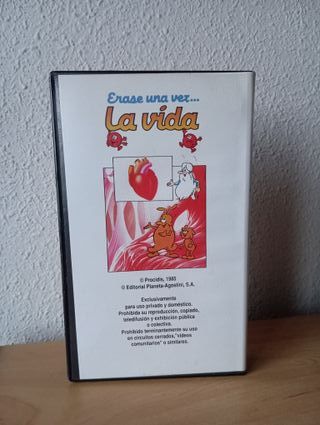 Erase una vez...
La vida
© Procidis, 1985
© Editorial Planeta-Agostini, S.A.
Exclusivamente
para uso privado y doméstico.
Prohibida su reproducción, copiado,
teledifusión y exhibición pública
o colectiva.
Prohibido terminantemente su uso
en circuitos cerrados, "vídeos
comunitarios" o similares.